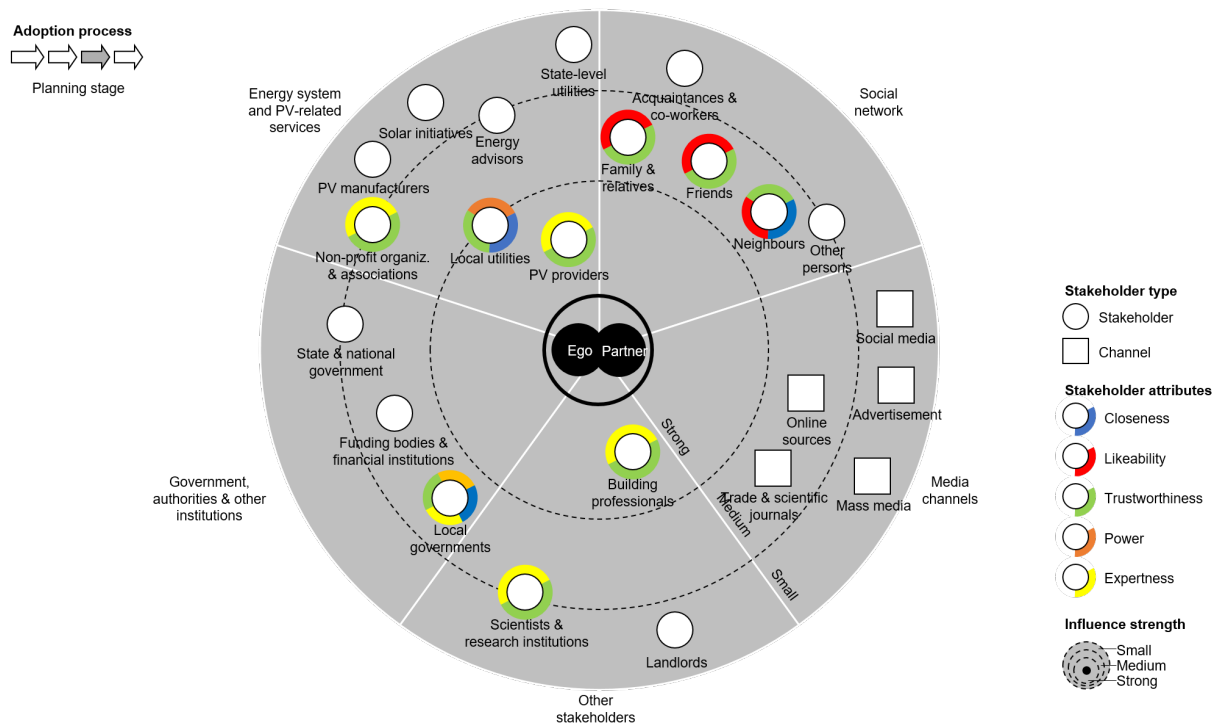 Adoption process
Planning stage
Energy system
and PV-related
services
State-level
utilities
Acquaintances &
co-workers
Social
network
Solar initiatives
Energy
advisors
Family &
relatives
Friends
PV manufacturers
Neighbours
Other
persons
Non-profit organiz.
& associations
Local utilities
PV providers
State & national
government
Ego
Partner
Social media
Advertisement
Online
sources
Strong
Medium
Small
Funding bodies &
financial institutions
Building
professionals
Trade & scientific
journals
Mass media
Media
channels
Government,
authorities & other
institutions
Local
governments
Scientists &
research institutions
Landlords
Other
stakeholders
Stakeholder type
Stakeholder
Channel
Stakeholder attributes
Closeness
Likeability
Trustworthiness
Power
Expertness
Influence strength
Small
Medium
Strong